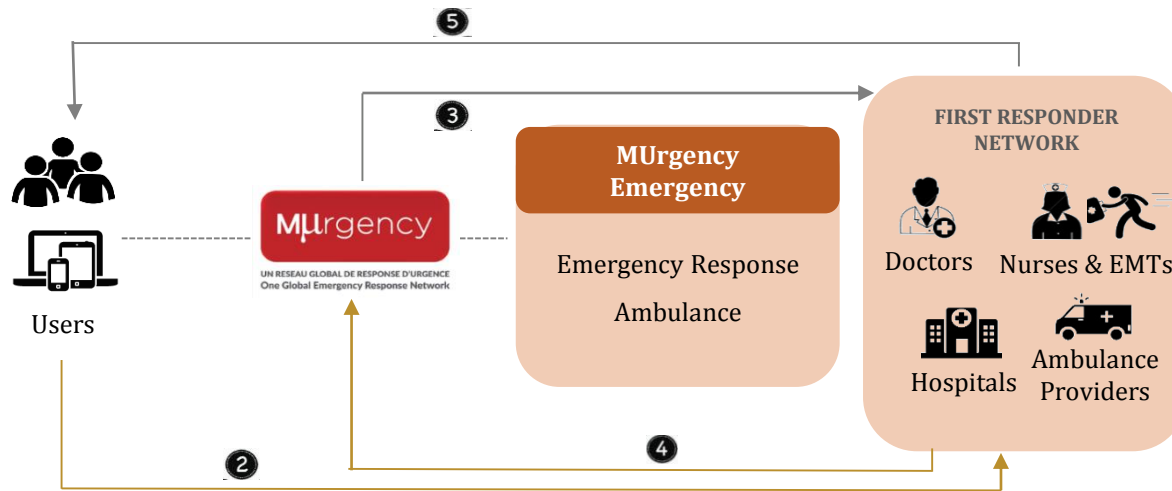 5
3
FIRST RESPONDER
NETWORK
MUrgency
Emergency
MUrgency
UN RESEAU GLOBAL DE RESPONSE D'URGENCE
One Global Emergency Response Network
Emergency Response
Ambulance
Doctors
Nurses & EMTs
Users
Hospitals
Ambulance
Providers
2
4